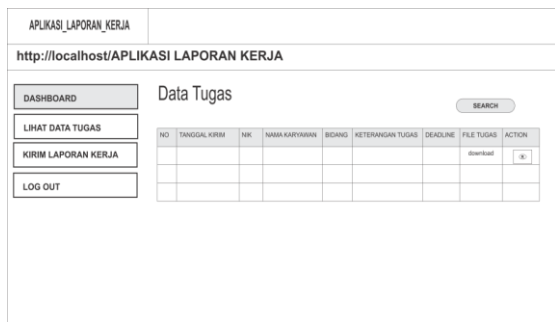 APLIKASI_LAPORAN_KERJA
http://localhost/APLIKASI LAPORAN KERJA
DASHBOARD
LIHAT DATA TUGAS
KIRIM LAPORAN KERJA
LOG OUT
Data Tugas
SEARCH
NO TANGGAL KIRIM NIK NAMA KARYAWAN BIDANG KETERANGAN TUGAS DEADLINE FILE TUGAS ACTION
download